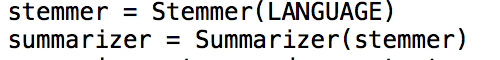 stemmer = Stemmer(LANGUAGE)
summarizer = Summarizer(stemmer)